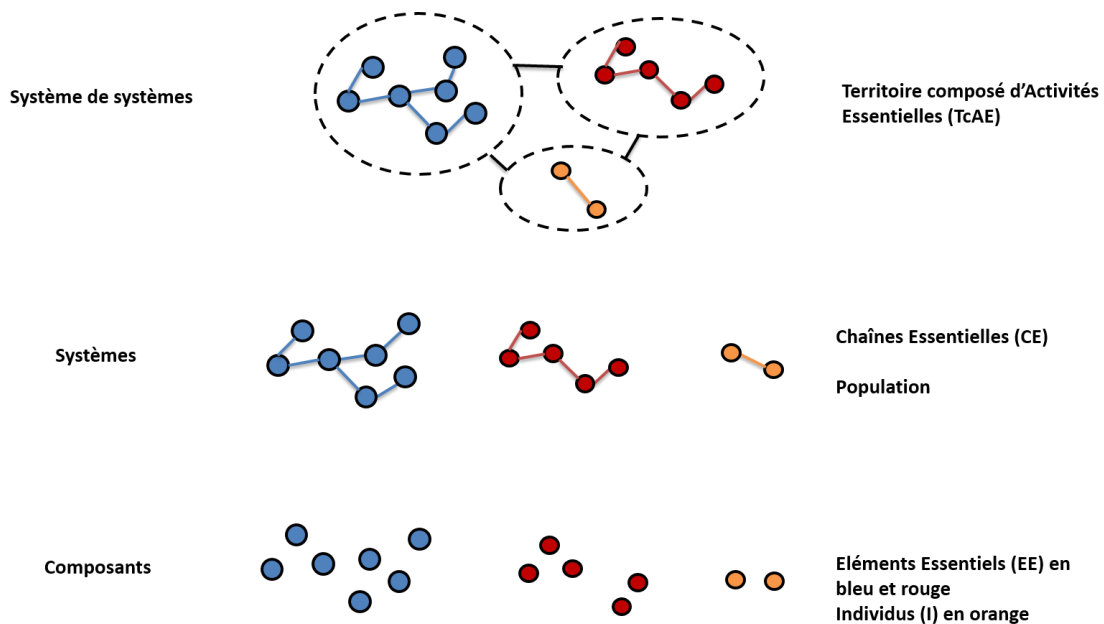 Système de systèmes
Territoire composé d’Activités
Essentielles (TcAE)
Systèmes
Chaînes Essentielles (CE)
Population
Composants
Eléments Essentiels (EE) en
bleu et rouge
Individus (I) en orange